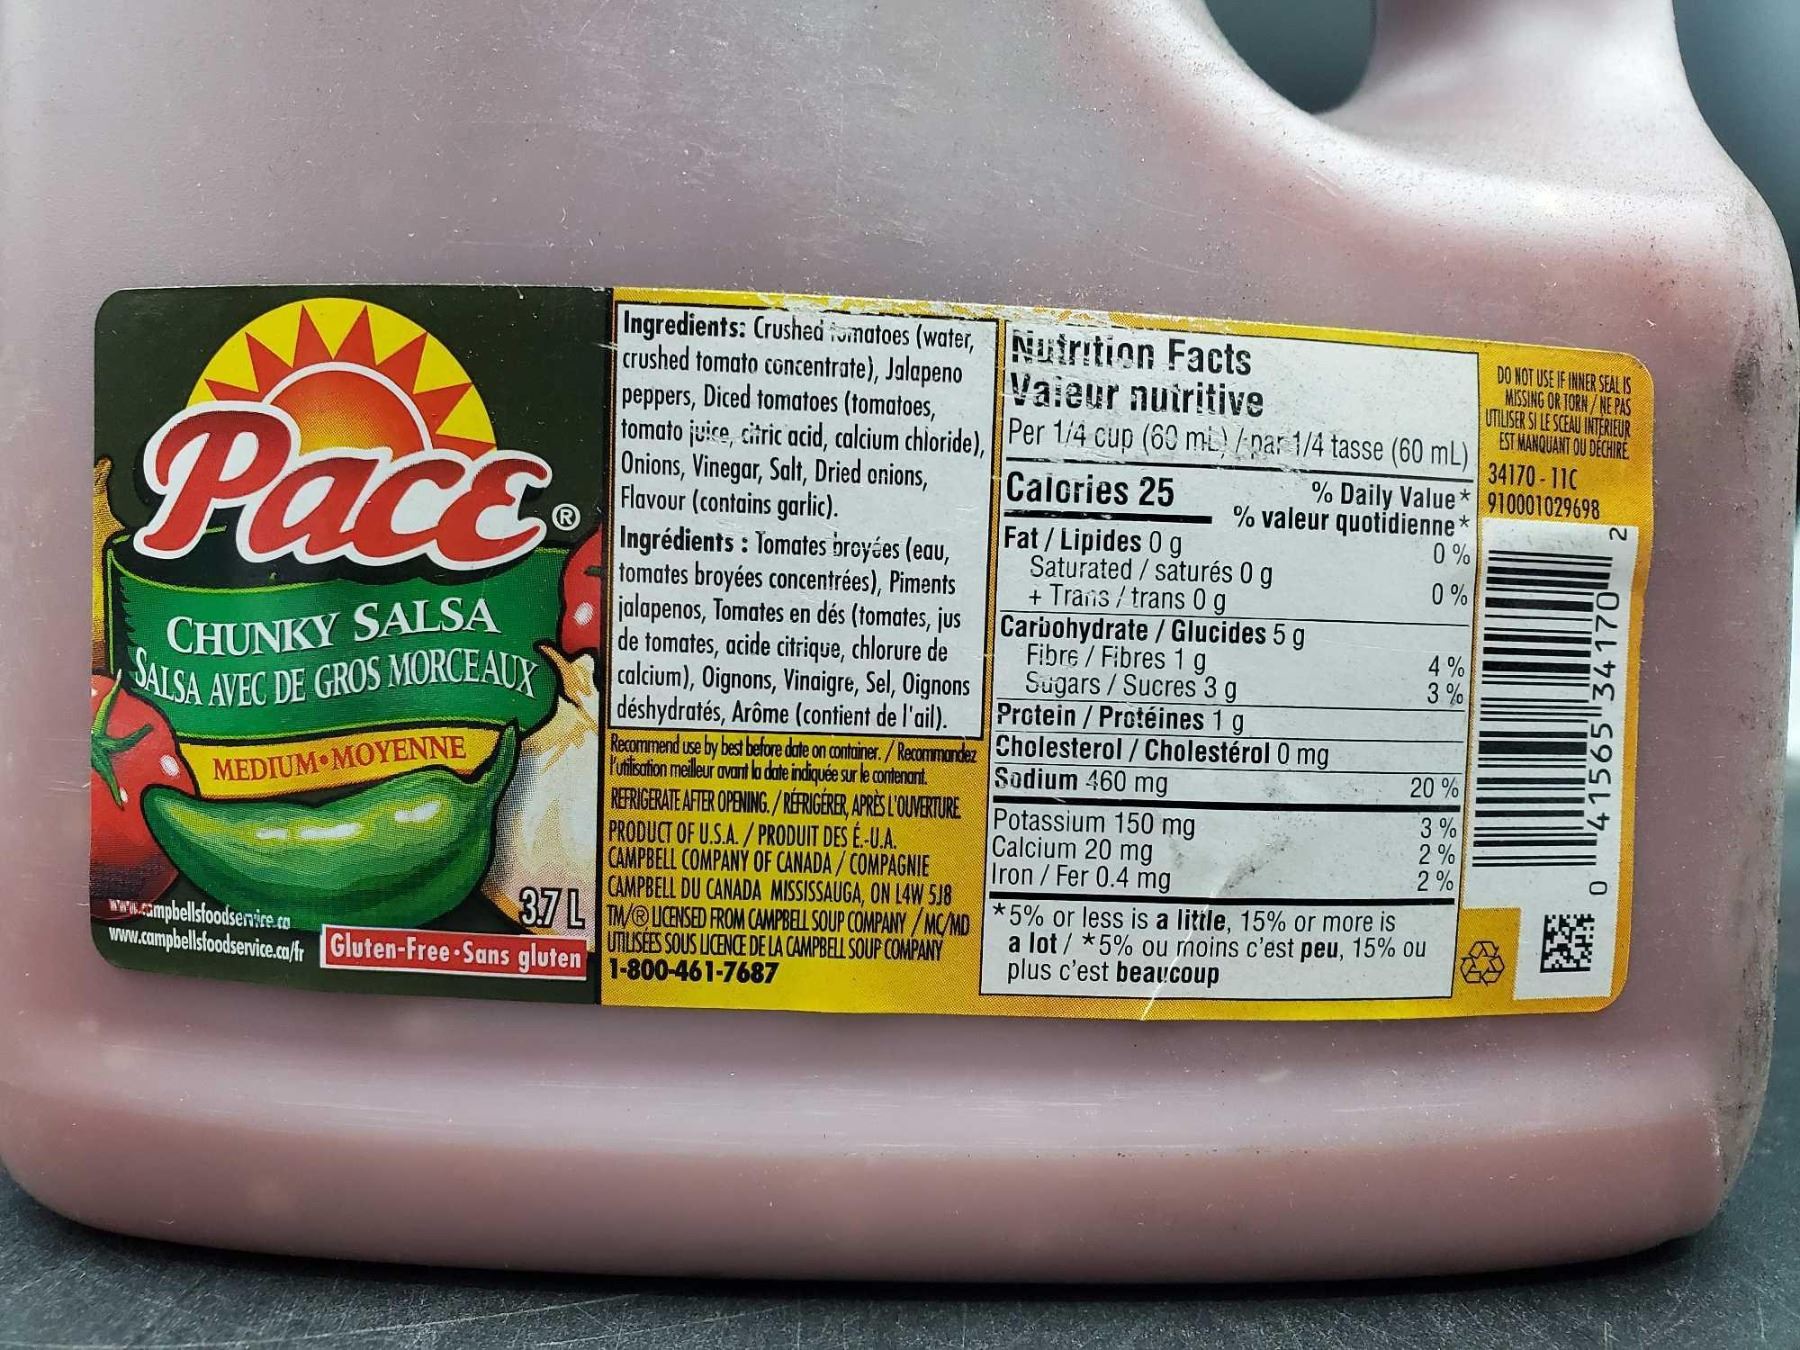 Pace®
CHUNKY SALSA
SALSA AVEC DE GROS MORCEAUX
MEDIUM•MOYENNE
3.7 L
www.campbellsfoodservice.ca
www.campbellsfoodservice.ca/fr
Gluten-Free•Sans gluten
Ingredients: Crushed tomatoes (water,
crushed tomato concentrate), Jalapeno
peppers, Diced tomatoes (tomatoes,
tomato juice, citric acid, calcium chloride),
Onions, Vinegar, Salt, Dried onions,
Flavour (contains garlic).
Ingrédients : Tomates broyées (eau,
tomates broyées concentrées), Piments
jalapenos, Tomates en dés (tomates, jus
de tomates, acide citrique, chlorure de
calcium), Oignons, Vinaigre, Sel, Oignons
déshydratés, Arôme (contient de l'ail).
Recommend use by best before date on container. / Recommandez
l'utilisation meilleur avant la date indiquée sur le contenant.
REFRIGERATE AFTER OPENING. / RÉFRIGÉRER, APRÈS L'OUVERTURE.
PRODUCT OF U.S.A. / PRODUIT DES É.-U.A.
CAMPBELL COMPANY OF CANADA / COMPAGNIE
CAMPBELL DU CANADA MISSISSAUGA, ON L4W 5J8
TM/® LICENSED FROM CAMPBELL SOUP COMPANY / MC/MD
UTILISÉES SOUS LICENCE DE LA CAMPBELL SOUP COMPANY
1-800-461-7687
Nutrition Facts
Valeur nutritive
Per 1/4 cup (60 mL) / par 1/4 tasse (60 mL)
Calories 25 % Daily Value*
% valeur quotidienne*
Fat / Lipides 0 g 0 %
Saturated / saturés 0 g
+ Trans / trans 0 g 0 %
Carbohydrate / Glucides 5 g
Fibre / Fibres 1 g 4 %
Sugars / Sucres 3 g 3 %
Protein / Protéines 1 g
Cholesterol / Cholestérol 0 mg
Sodium 460 mg 20 %
Potassium 150 mg 3 %
Calcium 20 mg 2 %
Iron / Fer 0.4 mg 2 %
*5% or less is a little, 15% or more is
a lot / *5% ou moins c'est peu, 15% ou
plus c'est beaucoup
DO NOT USE IF INNER SEAL IS
MISSING OR TORN / NE PAS
UTILISER SI LE SCEAU INTÉRIEUR
EST MANQUANT OU DÉCHIRÉ.
34170 - 11C
910001029698
0 41565 34170 2